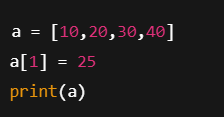 a = [10,20,30,40]
a[1] = 25
print(a)